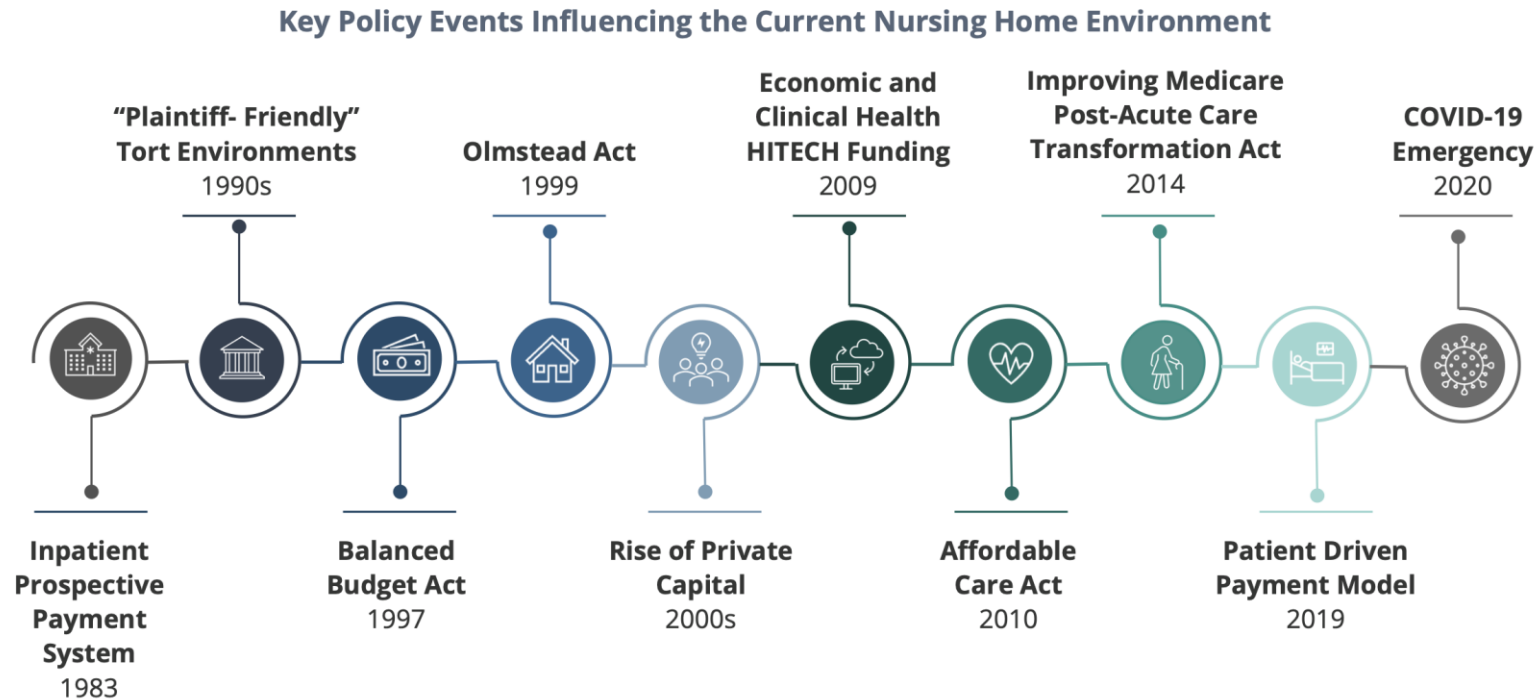 Key Policy Events Influencing the Current Nursing Home Environment
“Plaintiff- Friendly”
Tort Environments
1990s
Olmstead Act
1999
Economic and
Clinical Health
HITECH Funding
2009
Improving Medicare
Post-Acute Care
Transformation Act
2014
COVID-19
Emergency
2020
Inpatient
Prospective
Payment
System
1983
Balanced
Budget Act
1997
Rise of Private
Capital
2000s
Affordable
Care Act
2010
Patient Driven
Payment Model
2019